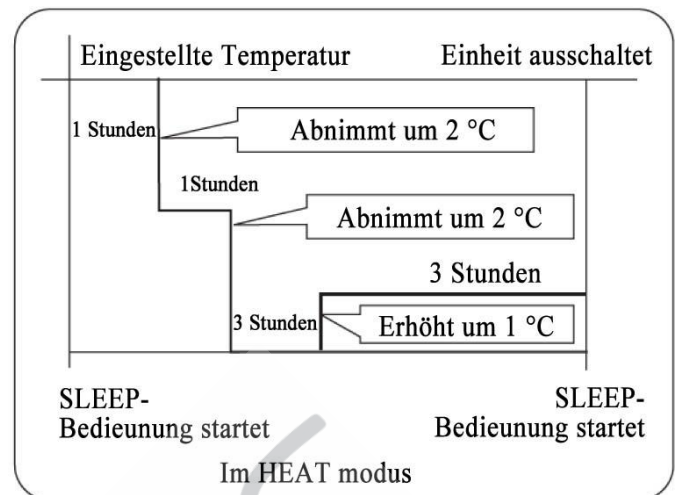 Eingestellte Temperatur Einheit ausschaltet
1 Stunden Abnimmt um 2 °C
1Stunden
Abnimmt um 2 °C
3 Stunden
3 Stunden Erhöht um 1 °C
SLEEP- SLEEP-
Bedieunung startet Bedieunung startet
Im HEAT modus